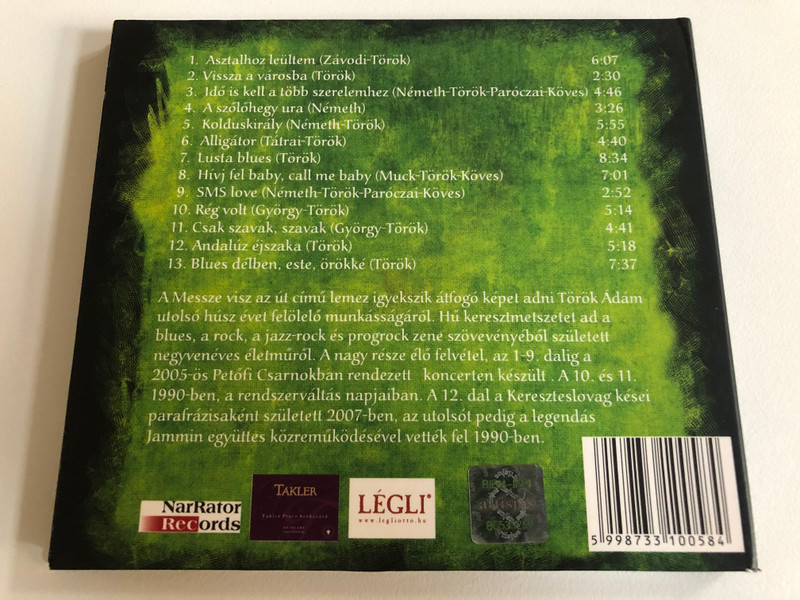 1. Asztalhoz leültem (Závodi-Török) 6:07
2. Vissza a városba (Török) 2:30
3. Idő is kell a több szerelemhez (Németh-Török-Paróczai-Köves) 4:46
4. A szőlőhegy ura (Németh) 3:26
5. Kolduskirály (Németh-Török) 5:55
6. Alligátor (Tátrai-Török) 4:40
7. Lusta blues (Török) 8:34
8. Hívj fel baby, call me baby (Muck-Török-Köves) 7:01
9. SMS love (Németh-Török-Paróczai-Köves) 2:52
10. Rég volt (György-Török) 5:14
11. Csak szavak, szavak (György-Török) 4:41
12. Andalúz éjszaka (Török) 5:18
13. Blues délben, este, örökké (Török) 7:37
A Messze visz az út című lemez igyekszik átfogó képet adni Török Ádám
utolsó húsz évet felölelő munkásságáról. Hű keresztmetszetet ad a
blues, a rock, a jazz-rock és progrock zene szövevényéből született
negyvenéves életműről. A nagy része élő felvétel, az 1-9. dalig a
2005-ös Petőfi Csarnokban rendezett koncerten készült . A 10. és 11.
1990-ben, a rendszerváltás napjaiban. A 12. dal a Kereszteslovag kései
parafrázisaként született 2007-ben, az utolsót pedig a legendás
Jammin együttes közreműködésével vették fel 1990-ben.
NarRator
Records
TAKLER
LÉGLI
www.legliotto.hu
5 998733 100584